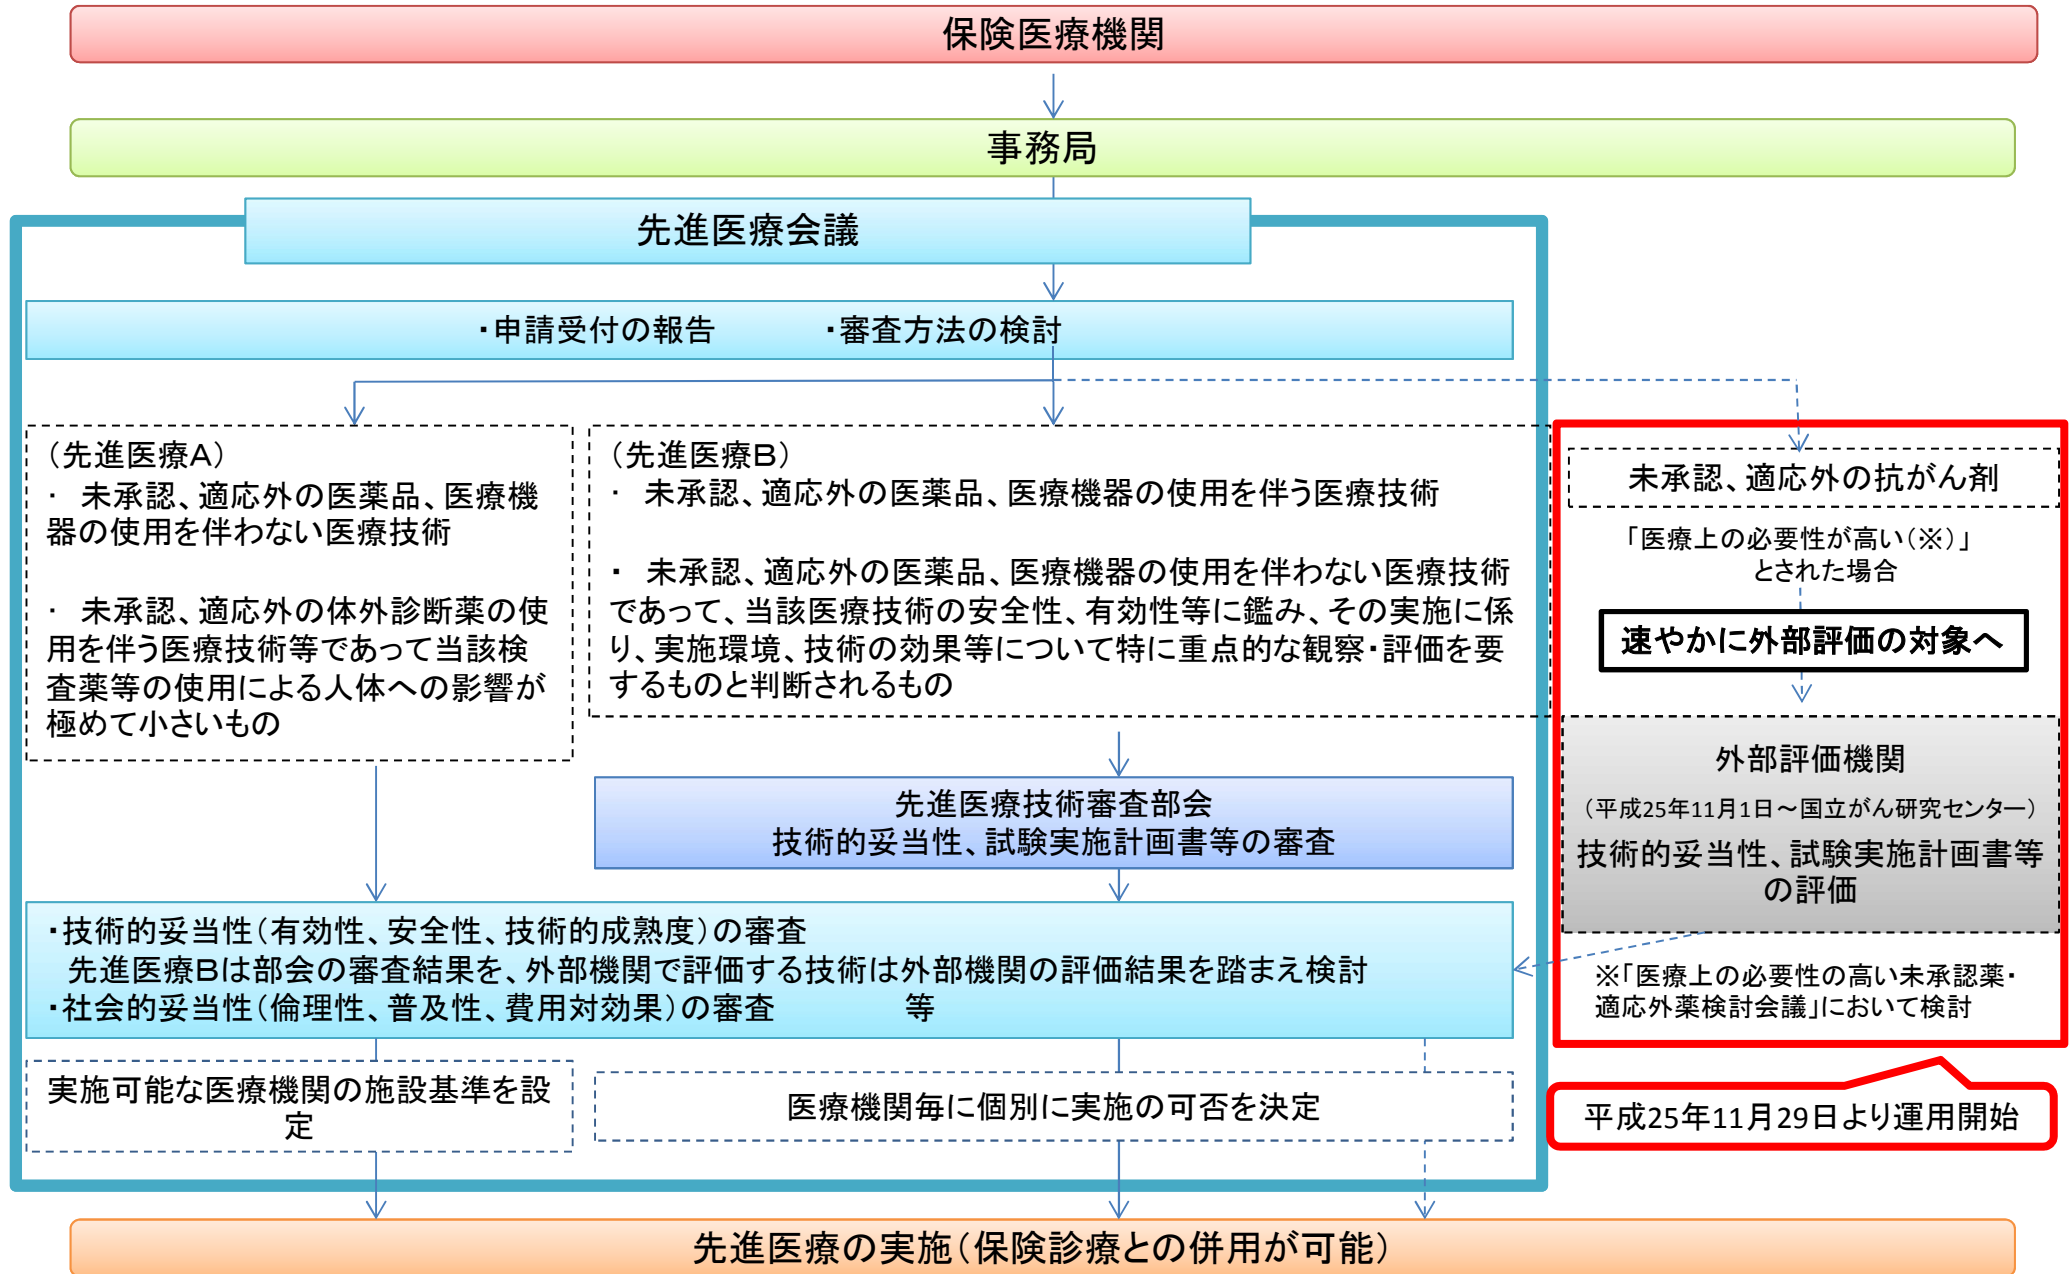 保険医療機関
事務局
先進医療会議
・申請受付の報告　　　　・審査方法の検討
（先進医療A）
・ 未承認、適応外の医薬品、医療機
器の使用を伴わない医療技術
・ 未承認、適応外の体外診断薬の使
用を伴う医療技術等であって当該検
査薬等の使用による人体への影響が
極めて小さいもの
（先進医療B）
・ 未承認、適応外の医薬品、医療機器の使用を伴う医療技術
・ 未承認、適応外の医薬品、医療機器の使用を伴わない医療技術
であって、当該医療技術の安全性、有効性等に鑑み、その実施に係
り、実施環境、技術の効果等について特に重点的な観察・評価を要
するものと判断されるもの
未承認、適応外の抗がん剤
「医療上の必要性が高い（※）」
とされた場合
速やかに外部評価の対象へ
外部評価機関
（平成25年11月1日～国立がん研究センター）
技術的妥当性、試験実施計画書等
の評価
※「医療上の必要性の高い未承認薬・
適応外薬検討会議」において検討
平成25年11月29日より運用開始
先進医療技術審査部会
技術的妥当性、試験実施計画書等の審査
・技術的妥当性（有効性、安全性、技術的成熟度）の審査
先進医療Bは部会の審査結果を、外部機関で評価する技術は外部機関の評価結果を踏まえ検討
・社会的妥当性（倫理性、普及性、費用対効果）の審査　　　　等
実施可能な医療機関の施設基準を設
定
医療機関毎に個別に実施の可否を決定
先進医療の実施（保険診療との併用が可能）